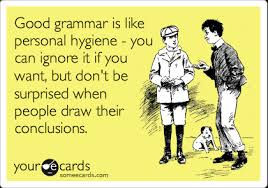 Good grammar is like
personal hygiene - you
can ignore it if you
want, but don't be
surprised when
people draw their
conclusions.
your e cards
someecards.com